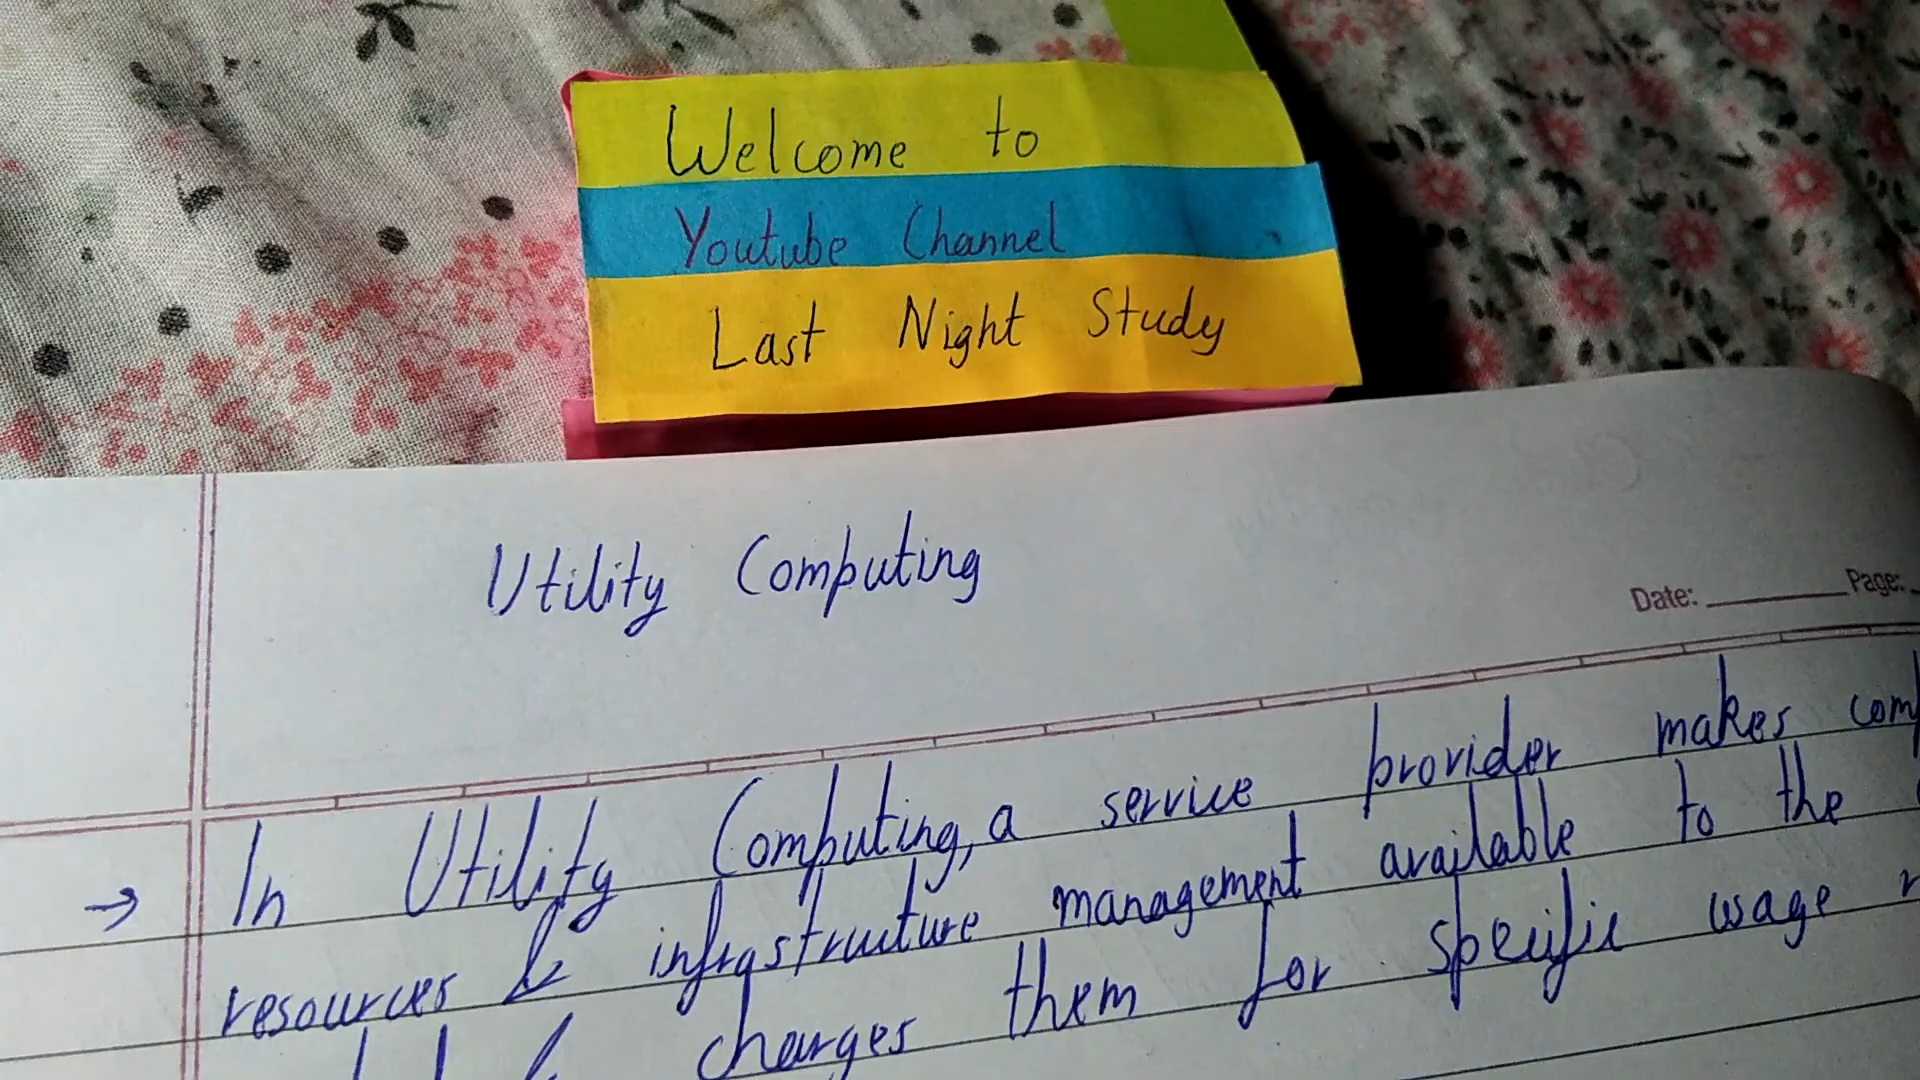 Welcome to
Youtube Channel
Last Night Study
Utility Computing
Date: Page:
In Utility Computing, a service provider makes
resources & infrastructure management available to the
charges them for specific usage